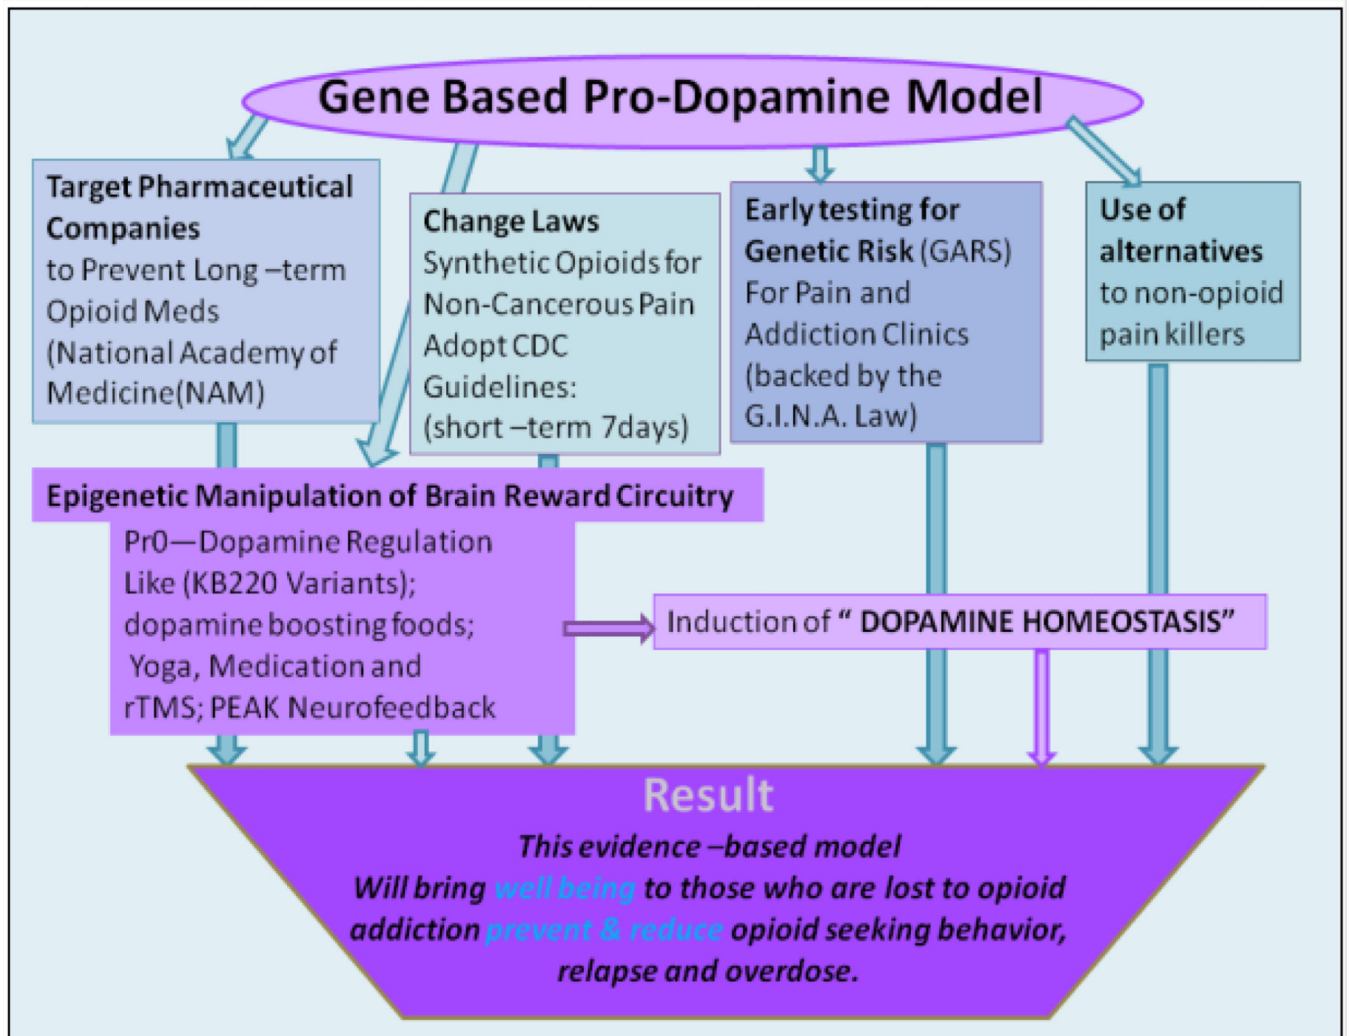 Gene Based Pro-Dopamine Model
Target Pharmaceutical
Companies
to Prevent Long –term
Opioid Meds
(National Academy of
Medicine(NAM)
Change Laws
Synthetic Opioids for
Non-Cancerous Pain
Adopt CDC
Guidelines:
(short –term 7days)
Early testing for
Genetic Risk (GARS)
For Pain and
Addiction Clinics
(backed by the
G.I.N.A. Law)
Use of
alternatives
to non-opioid
pain killers
Epigenetic Manipulation of Brain Reward Circuitry
Pr0—Dopamine Regulation
Like (KB220 Variants);
dopamine boosting foods;
Yoga, Medication and
rTMS; PEAK Neurofeedback
Induction of “ DOPAMINE HOMEOSTASIS”
Result
This evidence –based model
Will bring well being to those who are lost to opioid
addiction prevent & reduce opioid seeking behavior,
relapse and overdose.